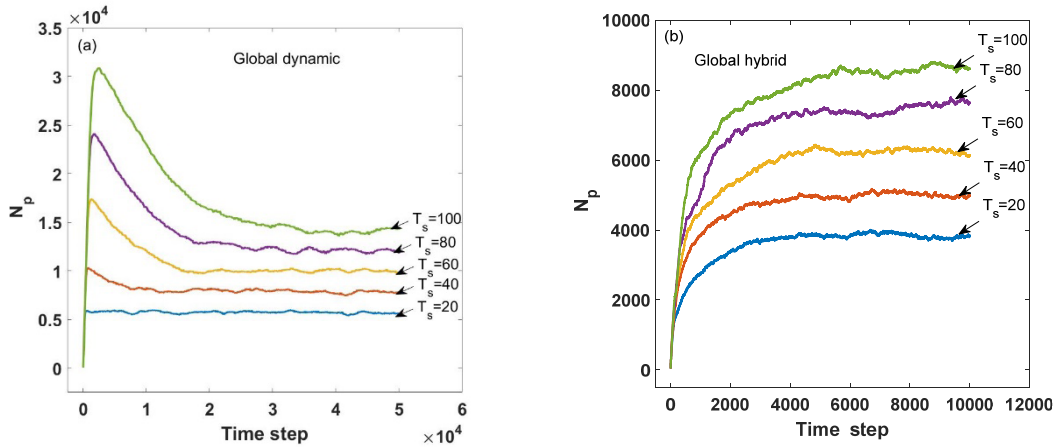 ×10⁴
3.5
3
2.5
2
1.5
1
0.5
0
N_p
(a)
Global dynamic
T_s=100
T_s=80
T_s=60
T_s=40
T_s=20
0 1 2 3 4 5 6
Time step
×10⁴
10000
8000
6000
4000
2000
0
N_p
(b)
Global hybrid
T_s=100
T_s=80
T_s=60
T_s=40
T_s=20
0 2000 4000 6000 8000 10000 12000
Time step